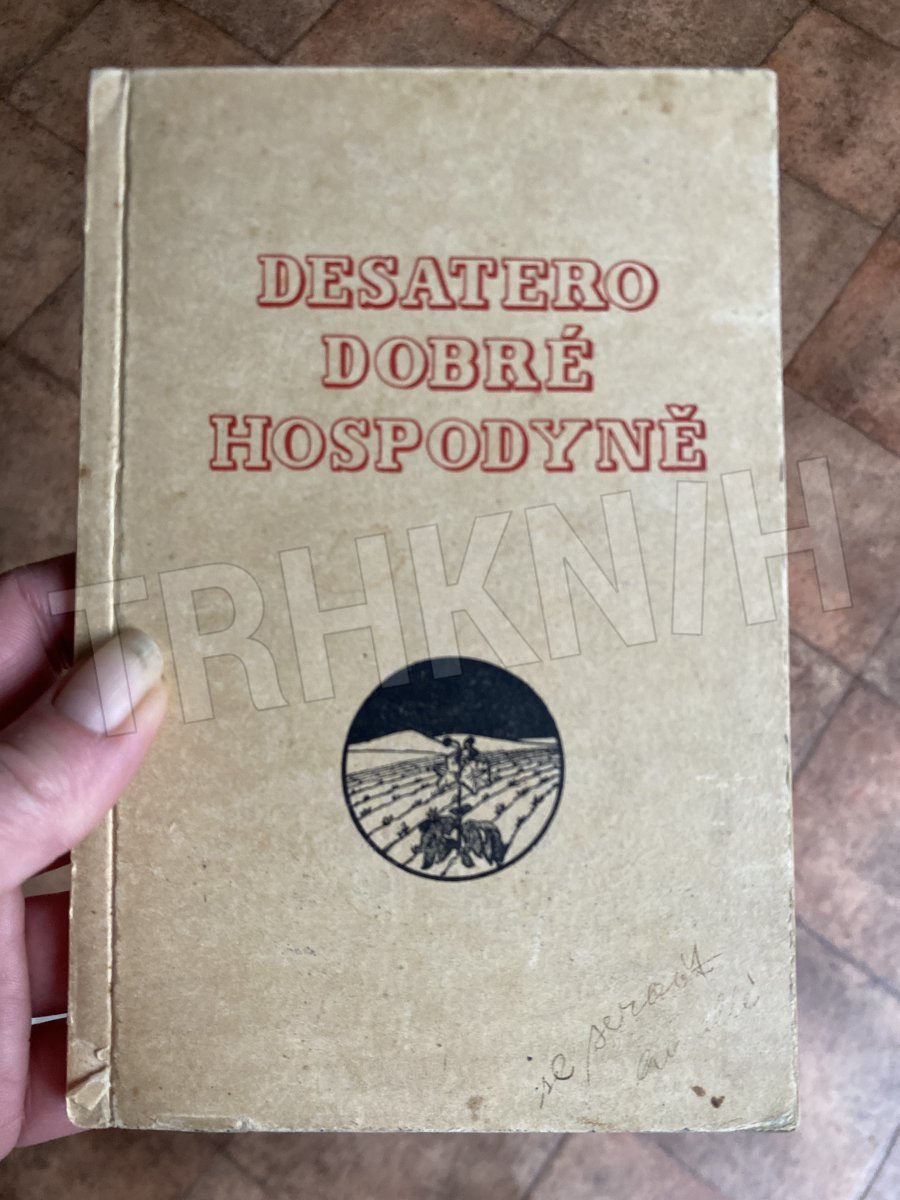 DESATERO
DOBRÉ
HOSPODYNĚ
TRHKNIH